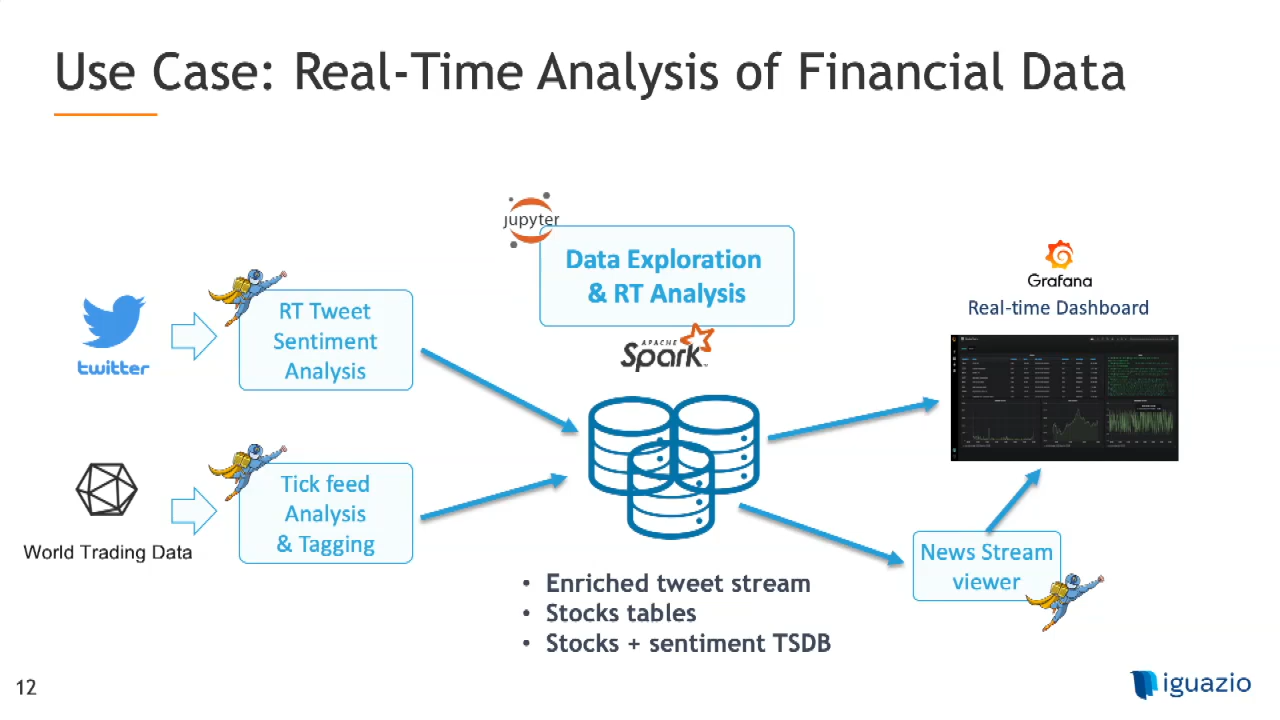 Use Case: Real-Time Analysis of Financial Data
jupyter
Data Exploration
& RT Analysis
APACHE
Spark™
twitter
RT Tweet
Sentiment
Analysis
Grafana
Real-time Dashboard
World Trading Data
Tick feed
Analysis
& Tagging
News Stream
viewer
• Enriched tweet stream
• Stocks tables
• Stocks + sentiment TSDB
12
iguazio